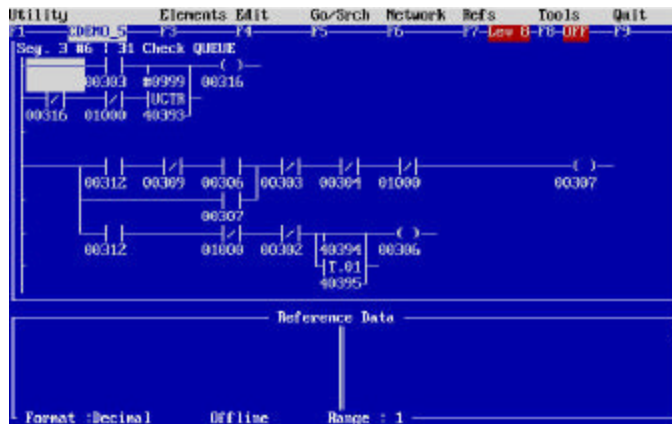 Utility Elements Edit Go/Srch Network Refs Tools Quit
F1 %DEMO_5 F3 F4 F5 F6 F7-Lev 8-F8-OFF F9
Seg. 3 #6 | 31 Check QUEUE
( )
00303 #0999 00316
UCTR
00316 01000 40393
00312 00309 00306 00303 00304 01000 00307
00307
00312 01000 00302 40394 00306
T.01
40395
Reference Data
Format :Decimal Offline Range : 1